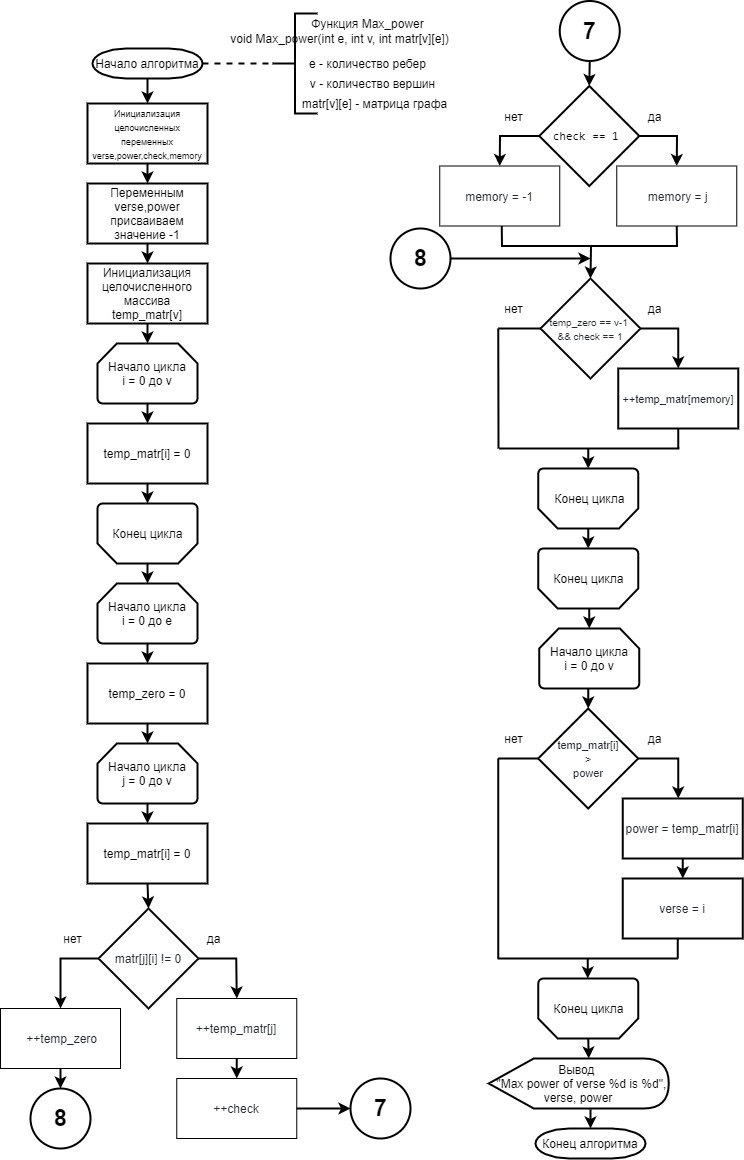 Функция Max_power
void Max_power(int e, int v, int matr[v][e])
e - количество ребер
v - количество вершин
matr[v][e] - матрица графа
Начало алгоритма
Инициализация
целочисленных
переменных
verse,power,check,memory
Переменным
verse,power
присваиваем
значение -1
Инициализация
целочисленного
массива
temp_matr[v]
Начало цикла
i = 0 до v
temp_matr[i] = 0
Конец цикла
Начало цикла
i = 0 до e
temp_zero = 0
Начало цикла
j = 0 до v
temp_matr[i] = 0
matr[j][i] != 0
нет
да
++temp_zero
8
++temp_matr[j]
++check
7
7
check == 1
нет
да
memory = -1
memory = j
8
temp_zero == v-1
&& check == 1
нет
да
++temp_matr[memory]
Конец цикла
Конец цикла
Начало цикла
i = 0 до v
temp_matr[i]
>
power
нет
да
power = temp_matr[i]
verse = i
Конец цикла
Вывод
"Max power of verse %d is %d",
verse, power
Конец алгоритма